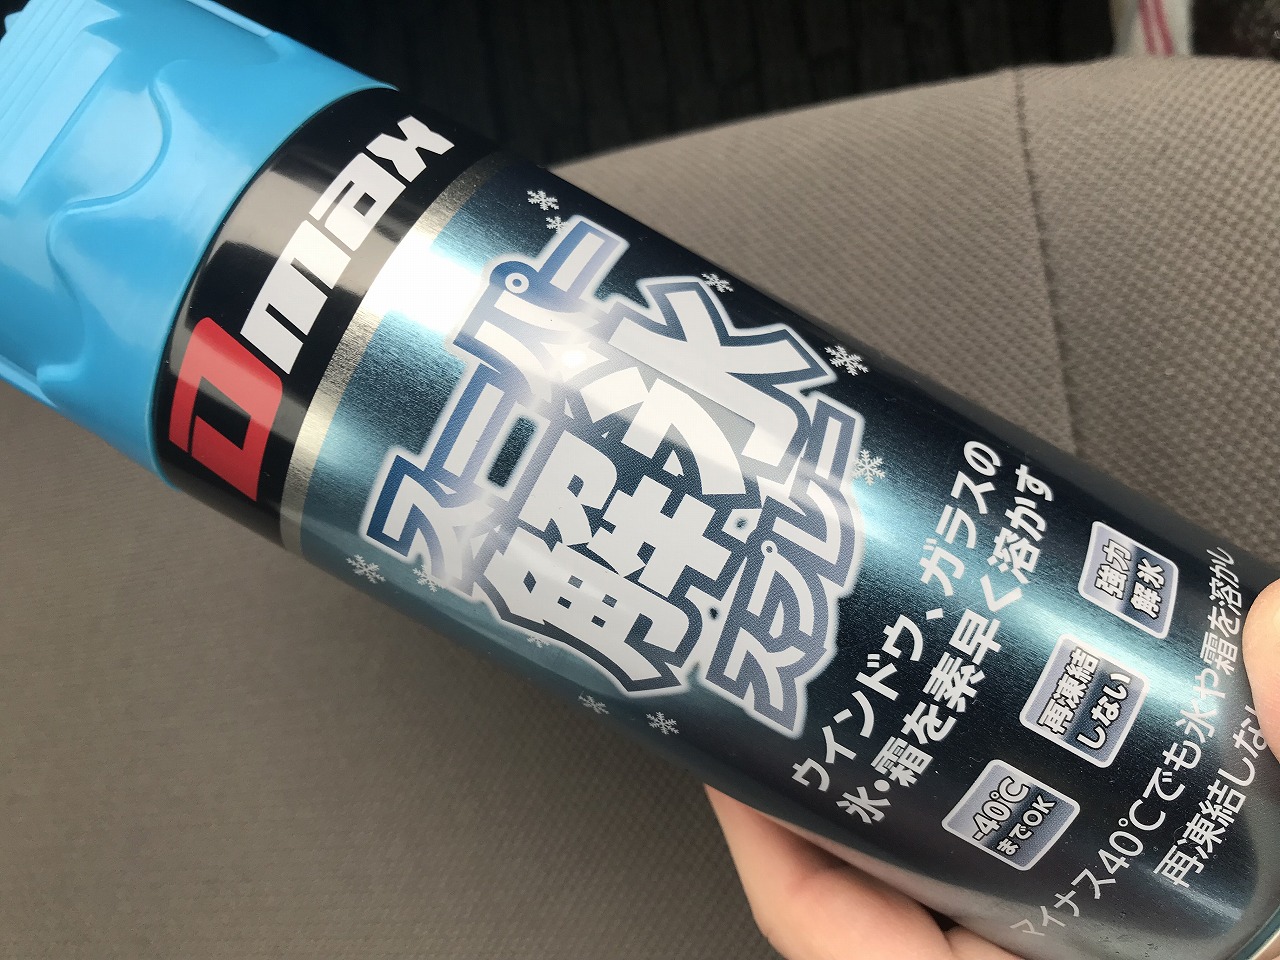 Dmax
スーパー
解氷
スプレー
ウインドウ、ガラスの
氷・霜を素早く溶かす
-40℃
までOK
再凍結
しない
強力
解氷
マイナス40℃でも氷や霜を溶かし
再凍結しない